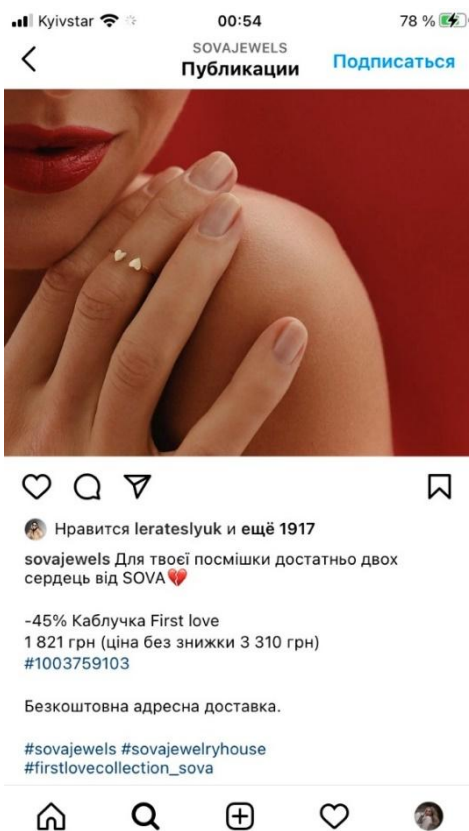 Kyivstar 00:54 78 %
SOVAJEWELS
Публикации
Подписаться
Нравится lerateslyuk и ещё 1917
sovajewels Для твоєї посмішки достатньо двох
сердець від SOVA💔
-45% Каблучка First love
1 821 грн (ціна без знижки 3 310 грн)
#1003759103
Безкоштовна адресна доставка.
#sovajewels #sovajewelryhouse
#firstlovecollection_sova